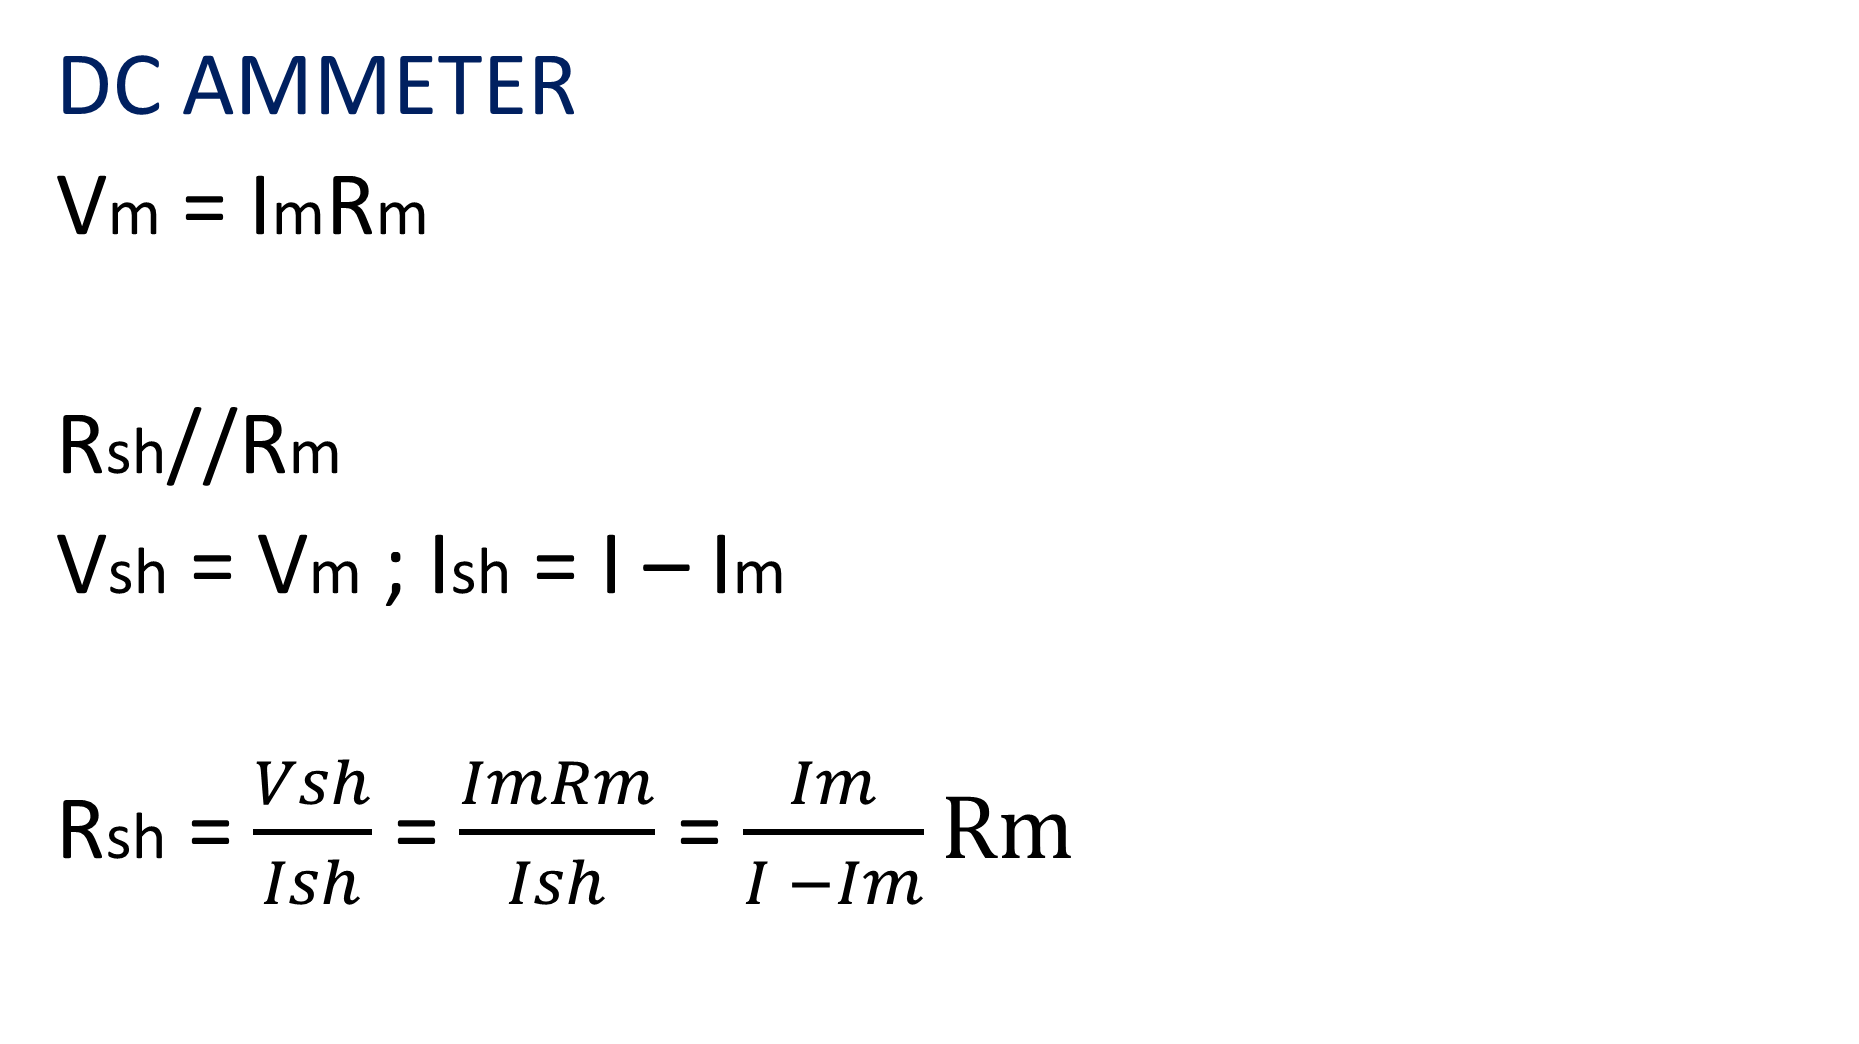 DC AMMETER
Vm = ImRm
Rsh//Rm
Vsh = Vm ; Ish = I – Im
Rsh = Vsh/Ish = ImRm/Ish = Im/(I −Im) Rm